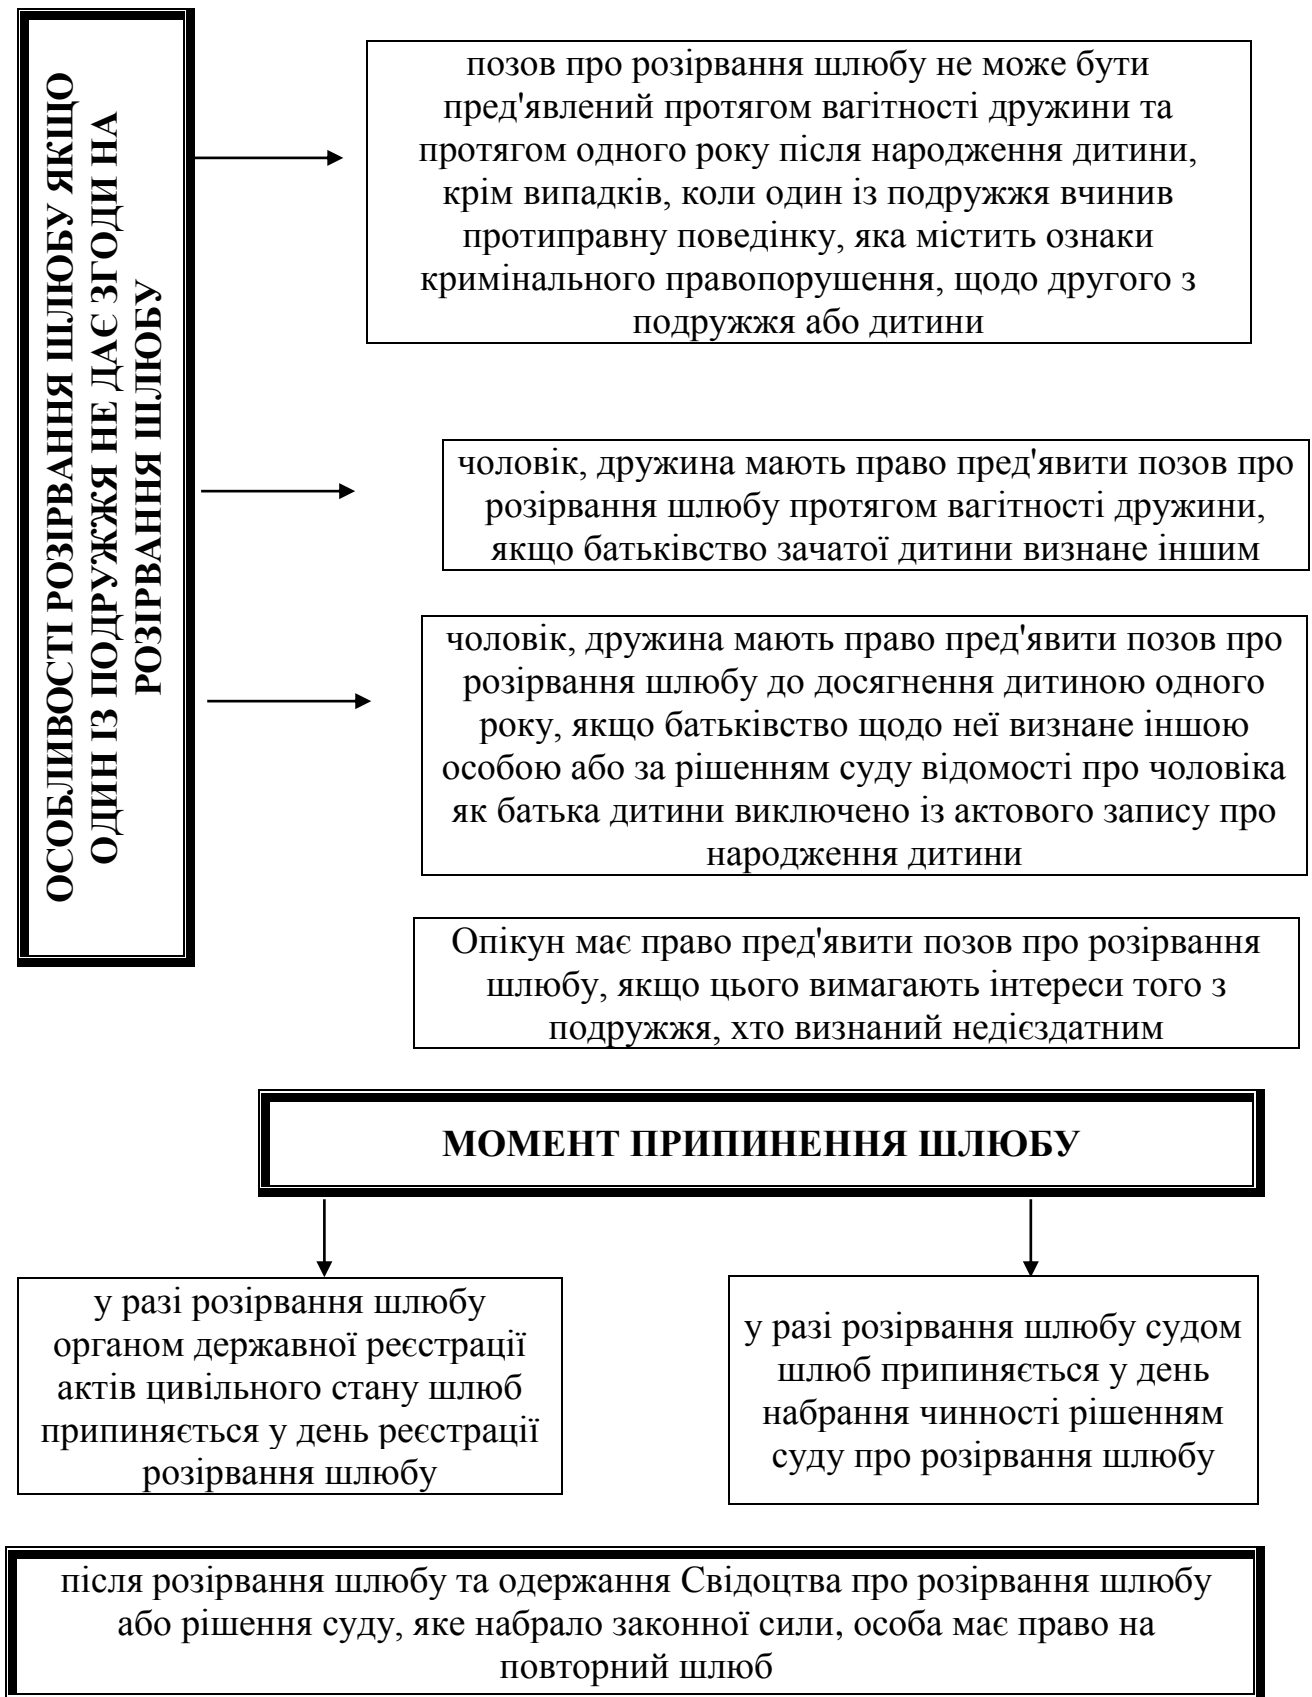 ОСОБЛИВОСТІ РОЗІРВАННЯ ШЛЮБУ ЯКЩО
ОДИН ІЗ ПОДРУЖЖЯ НЕ ДАЄ ЗГОДИ НА
РОЗІРВАННЯ ШЛЮБУ
позов про розірвання шлюбу не може бути
пред'явлений протягом вагітності дружини та
протягом одного року після народження дитини,
крім випадків, коли один із подружжя вчинив
протиправну поведінку, яка містить ознаки
кримінального правопорушення, щодо другого з
подружжя або дитини
чоловік, дружина мають право пред'явити позов про
розірвання шлюбу протягом вагітності дружини,
якщо батьківство зачатої дитини визнане іншим
чоловік, дружина мають право пред'явити позов про
розірвання шлюбу до досягнення дитиною одного
року, якщо батьківство щодо неї визнане іншою
особою або за рішенням суду відомості про чоловіка
як батька дитини виключено із актового запису про
народження дитини
Опікун має право пред'явити позов про розірвання
шлюбу, якщо цього вимагають інтереси того з
подружжя, хто визнаний недієздатним
МОМЕНТ ПРИПИНЕННЯ ШЛЮБУ
у разі розірвання шлюбу
органом державної реєстрації
актів цивільного стану шлюб
припиняється у день реєстрації
розірвання шлюбу
у разі розірвання шлюбу судом
шлюб припиняється у день
набрання чинності рішенням
суду про розірвання шлюбу
після розірвання шлюбу та одержання Свідоцтва про розірвання шлюбу
або рішення суду, яке набрало законної сили, особа має право на
повторний шлюб